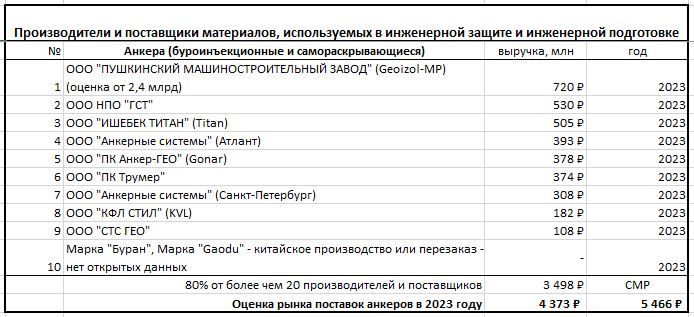 Производители и поставщики материалов, используемых в инженерной защите и инженерной подготовке
№ Анкера (буроинъекционные и самораскрывающиеся) выручка, млн год
ООО "ПУШКИНСКИЙ МАШИНОСТРОИТЕЛЬНЫЙ ЗАВОД" (Geoizol-MP)
1 (оценка от 2,4 млрд) 720 ₽ 2023
2 ООО НПО "ГСТ" 530 ₽ 2023
3 ООО "ИШЕБЕК ТИТАН" (Titan) 505 ₽ 2023
4 ООО "Анкерные системы" (Атлант) 393 ₽ 2023
5 ООО "ПК Анкер-ГЕО" (Gonar) 378 ₽ 2023
6 ООО "ПК Трумер" 374 ₽ 2023
7 ООО "Анкерные системы" (Санкт-Петербург) 308 ₽ 2023
8 ООО "КФЛ СТИЛ" (KVL) 182 ₽ 2023
9 ООО "СТС ГЕО" 108 ₽ 2023
Марка "Буран", Марка "Gaodu" - китайское производство или перезаказ -
10 нет открытых данных - 2023
80% от более чем 20 производителей и поставщиков 3 498 ₽ СМР
Оценка рынка поставок анкеров в 2023 году 4 373 ₽ 5 466 ₽